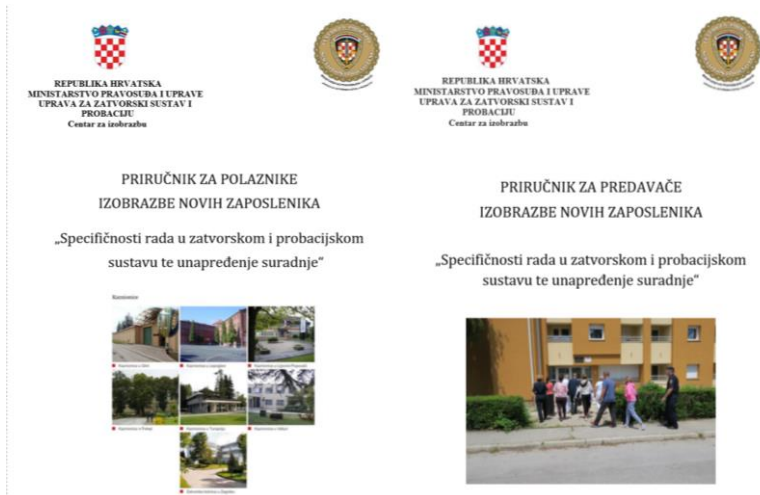 REPUBLIKA HRVATSKA
MINISTARSTVO PRAVOSUĐA I UPRAVE
UPRAVA ZA ZATVORSKI SUSTAV I
PROBACIJU
Centar za izobrazbu
PRIRUČNIK ZA POLAZNIKE
IZOBRAZBE NOVIH ZAPOSLENIKA
„Specifičnosti rada u zatvorskom i probacijskom
sustavu te unapređenje suradnje“
Kaznionice
REPUBLIKA HRVATSKA
MINISTARSTVO PRAVOSUĐA I UPRAVE
UPRAVA ZA ZATVORSKI SUSTAV I
PROBACIJU
Centar za izobrazbu
PRIRUČNIK ZA PREDAVAČE
IZOBRAZBE NOVIH ZAPOSLENIKA
„Specifičnosti rada u zatvorskom i probacijskom
sustavu te unapređenje suradnje“